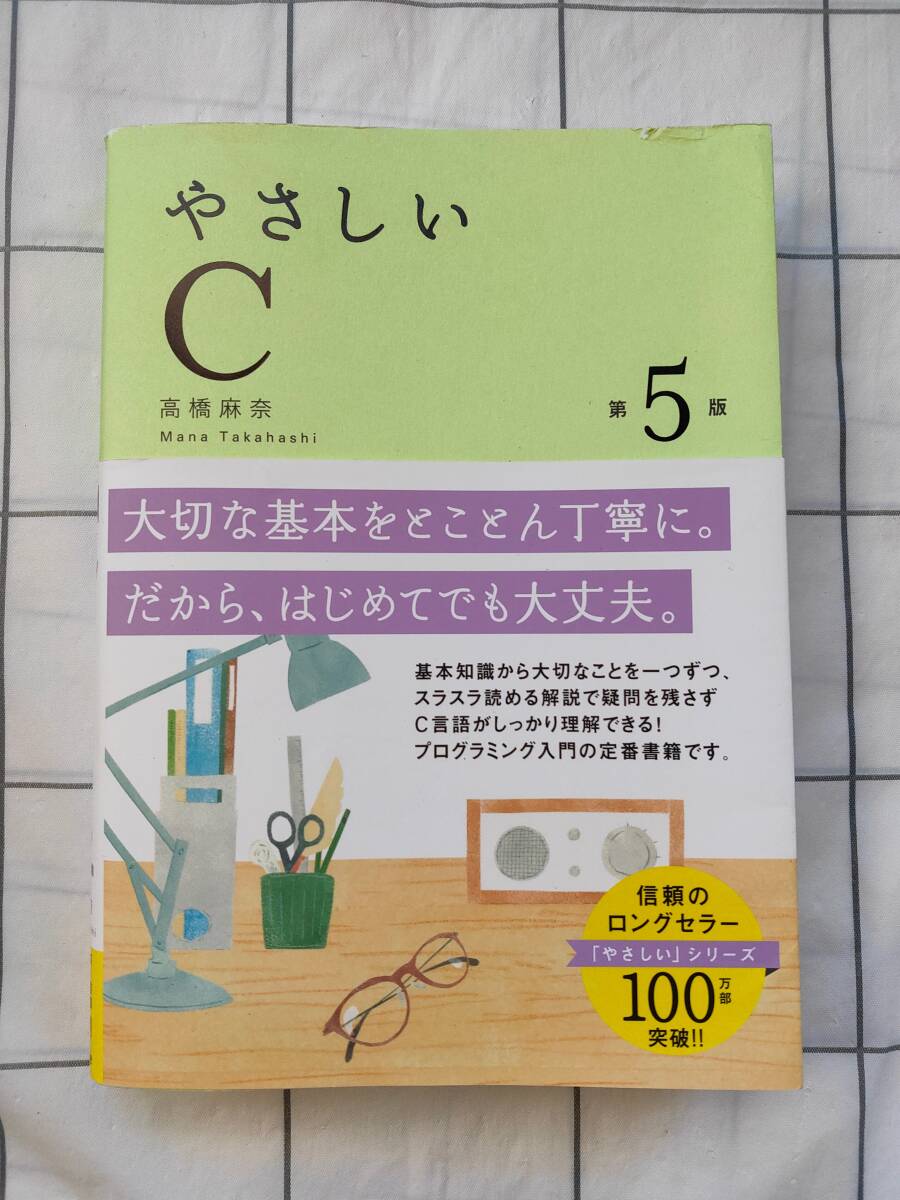 やさしい
C
高橋麻奈
Mana Takahashi
第5版
大切な基本をとことん丁寧に。
だから、はじめてでも大丈夫。
基本知識から大切なことを一つずつ、
スラスラ読める解説で疑問を残さず
C言語がしっかり理解できる!
プログラミング入門の定番書籍です。
信頼の
ロングセラー
「やさしい」シリーズ
100万部
突破!!